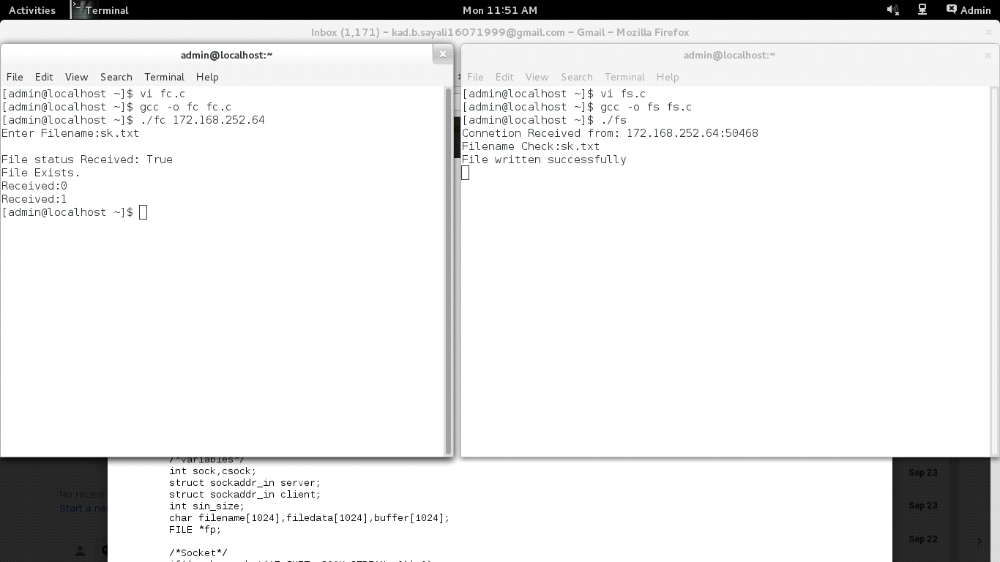 Activities Terminal Mon 11:51 AM Admin
Inbox (1,171) – kad.b.sayali16071999@gmail.com – Gmail – Mozilla Firefox
admin@localhost:~
File Edit View Search Terminal Help
[admin@localhost ~]$ vi fc.c
[admin@localhost ~]$ gcc -o fc fc.c
[admin@localhost ~]$ ./fc 172.168.252.64
Enter Filename:sk.txt
File status Received: True
File Exists.
Received:0
Received:1
[admin@localhost ~]$
admin@localhost:~
File Edit View Search Terminal Help
[admin@localhost ~]$ vi fs.c
[admin@localhost ~]$ gcc -o fs fs.c
[admin@localhost ~]$ ./fs
Connetion Received from: 172.168.252.64:50468
Filename Check:sk.txt
File written successfully
/*variables*/
int sock,csock;
struct sockaddr_in server;
struct sockaddr_in client;
int sin_size;
char filename[1024],filedata[1024],buffer[1024];
FILE *fp;
/*Socket*/
No recent
Start a ne
Sep 23
Sep 23
Sep 22